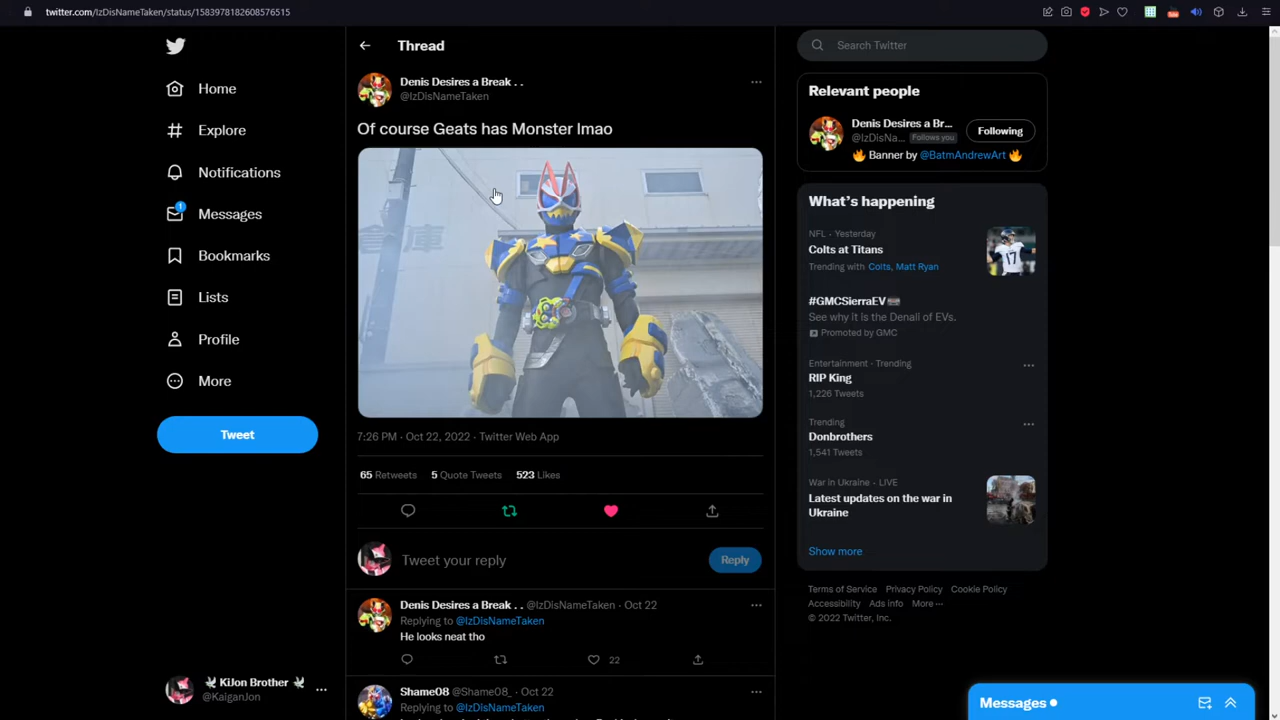 twitter.com/IzDisNameTaken/status/1583978182608576515
Home
Explore
Notifications
1
Messages
Bookmarks
Lists
Profile
More
Tweet
🕊 KiJon Brother 🕊
@KaiganJon
Thread
Denis Desires a Break . .
@IzDisNameTaken
Of course Geats has Monster lmao
7:26 PM · Oct 22, 2022 · Twitter Web App
65 Retweets 5 Quote Tweets 523 Likes
Tweet your reply
Reply
Denis Desires a Break . . @IzDisNameTaken · Oct 22
Replying to @IzDisNameTaken
He looks neat tho
22
Shame08 @Shame08_ · Oct 22
Replying to @IzDisNameTaken
Search Twitter
Relevant people
Denis Desires a Br...
@IzDisNa... Follows you
Following
🔥 Banner by @BatmAndrewArt 🔥
What's happening
NFL · Yesterday
Colts at Titans
Trending with Colts, Matt Ryan
#GMCSierraEV
See why it is the Denali of EVs.
Promoted by GMC
Entertainment · Trending
RIP King
1,226 Tweets
Trending
Donbrothers
1,541 Tweets
War in Ukraine · LIVE
Latest updates on the war in
Ukraine
Show more
Terms of Service Privacy Policy Cookie Policy
Accessibility Ads info More ···
© 2022 Twitter, Inc.
Messages